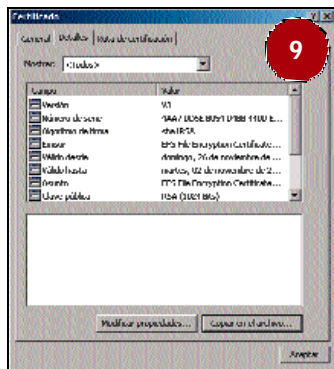 Certificado
9
General Detalles Ruta de certificación
Mostrar: <Todos>
Campo Valor
Versión V3
Número de serie
Algoritmo de firma sha1RSA
Emisor EFS File Encryption Certificate...
Válido desde domingo, 26 de noviembre de ...
Válido hasta martes, 02 de noviembre de 2...
Asunto EFS File Encryption Certificate...
Clave pública RSA (1024 Bits)
Modificar propiedades... Copiar en el archivo...
Aceptar